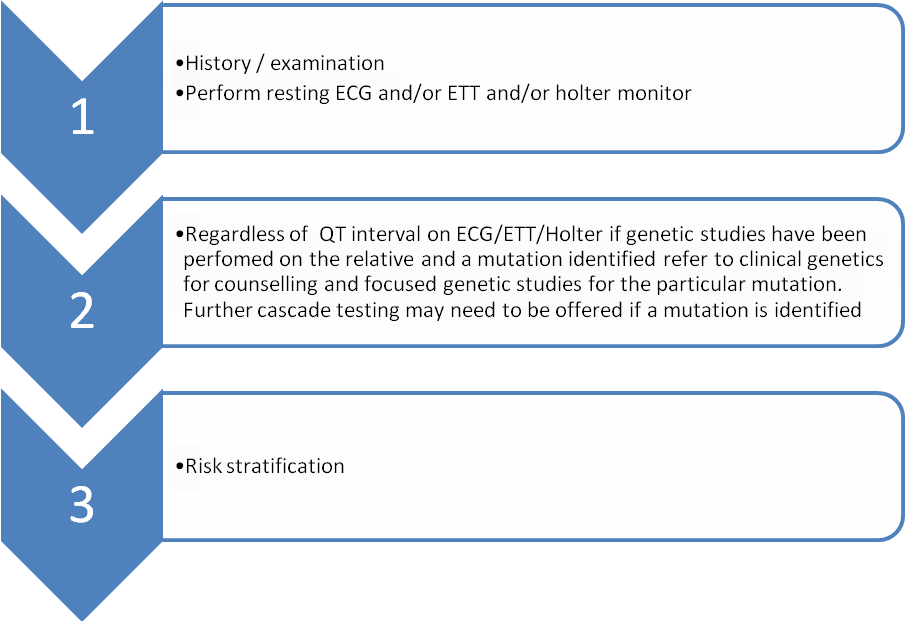 1
•History / examination
•Perform resting ECG and/or ETT and/or holter monitor
2
•Regardless of  QT interval on ECG/ETT/Holter if genetic studies have been
perfomed on the relative and a mutation identified refer to clinical genetics
for counselling and focused genetic studies for the particular mutation.
Further cascade testing may need to be offered if a mutation is identified
3
•Risk stratification